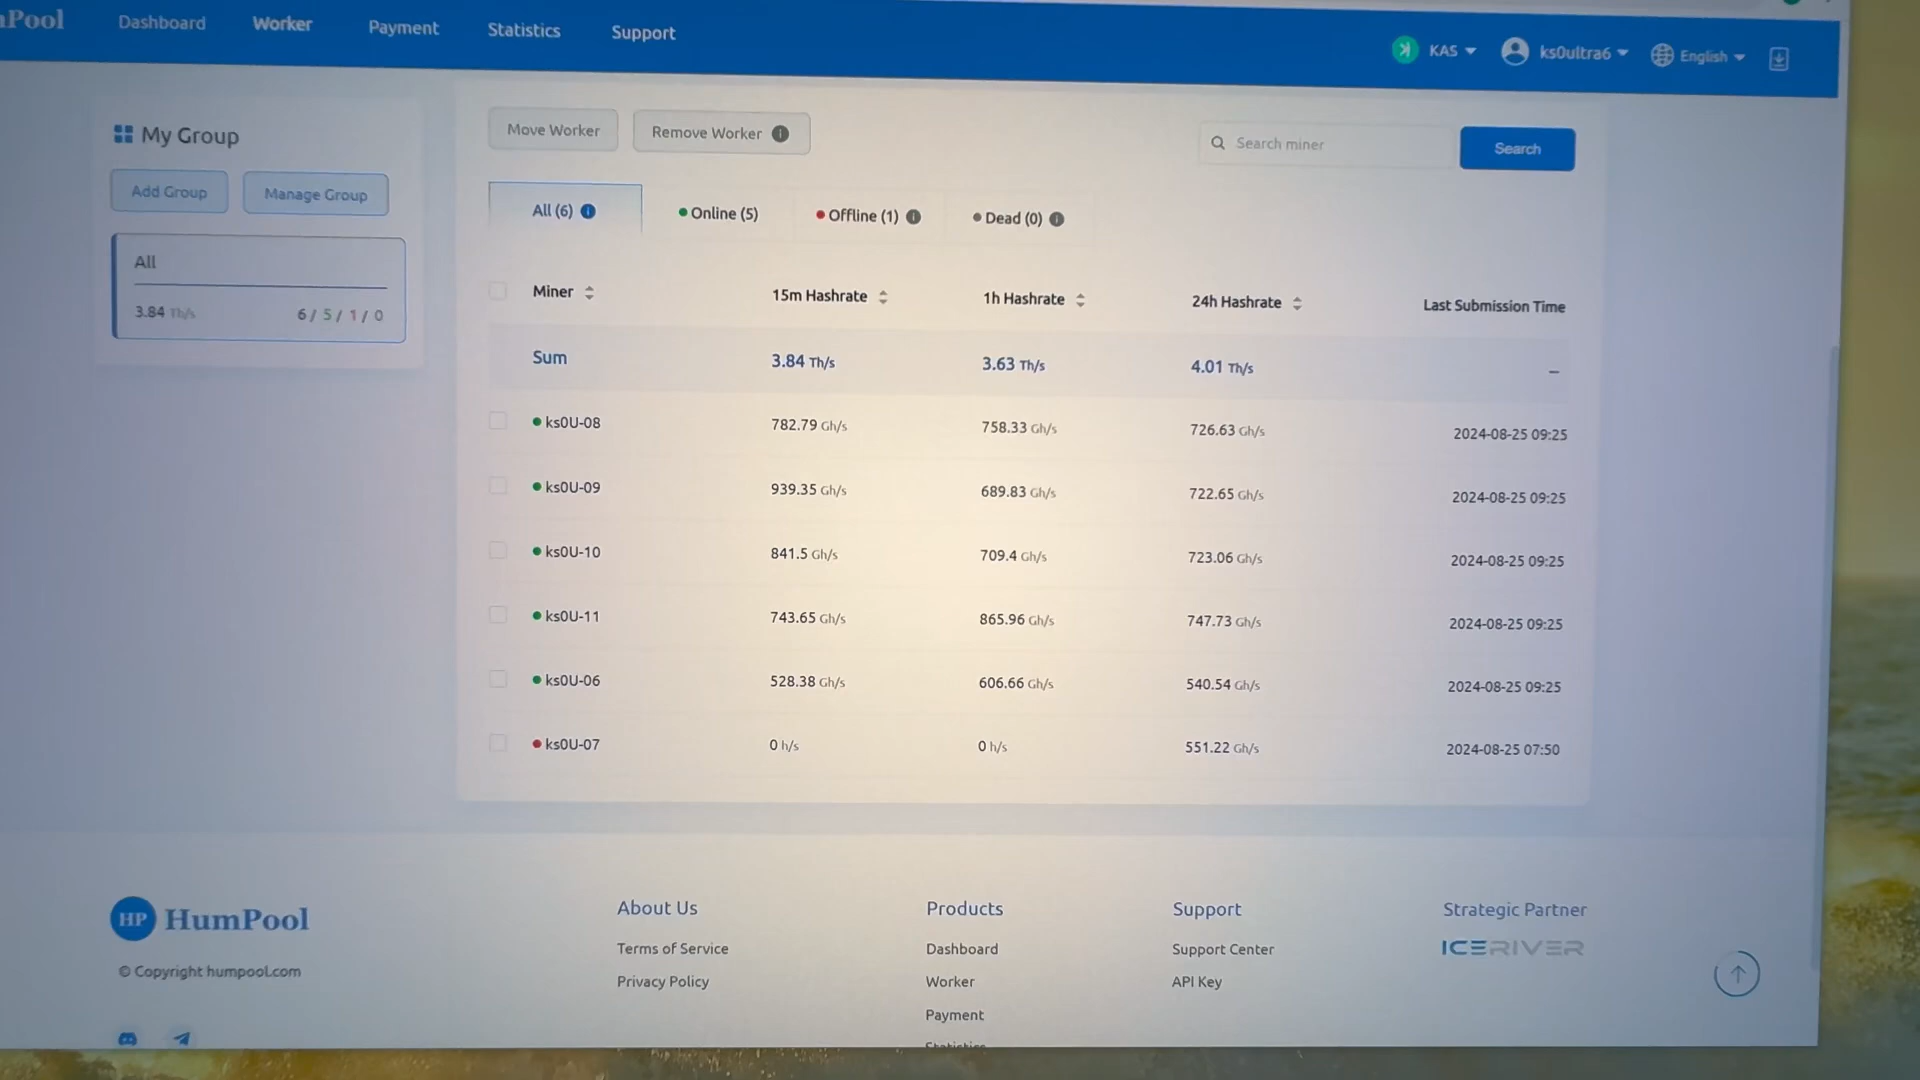 Pool Dashboard Worker Payment Statistics Support KAS ks0ultra6 English
My Group
Add Group Manage Group
All
3.84 Th/s 6 / 5 / 1 / 0
Move Worker Remove Worker Search miner Search
All (6) Online (5) Offline (1) Dead (0)
Miner 15m Hashrate 1h Hashrate 24h Hashrate Last Submission Time
Sum 3.84 Th/s 3.63 Th/s 4.01 Th/s –
ks0U-08 782.79 Gh/s 758.33 Gh/s 726.63 Gh/s 2024-08-25 09:25
ks0U-09 939.35 Gh/s 689.83 Gh/s 722.65 Gh/s 2024-08-25 09:25
ks0U-10 841.5 Gh/s 709.4 Gh/s 723.06 Gh/s 2024-08-25 09:25
ks0U-11 743.65 Gh/s 865.96 Gh/s 747.73 Gh/s 2024-08-25 09:25
ks0U-06 528.38 Gh/s 606.66 Gh/s 540.54 Gh/s 2024-08-25 09:25
ks0U-07 0 h/s 0 h/s 551.22 Gh/s 2024-08-25 07:50
HP HumPool
© Copyright humpool.com
About Us
Terms of Service
Privacy Policy
Products
Dashboard
Worker
Payment
Statistics
Support
Support Center
API Key
Strategic Partner
ICERIVER